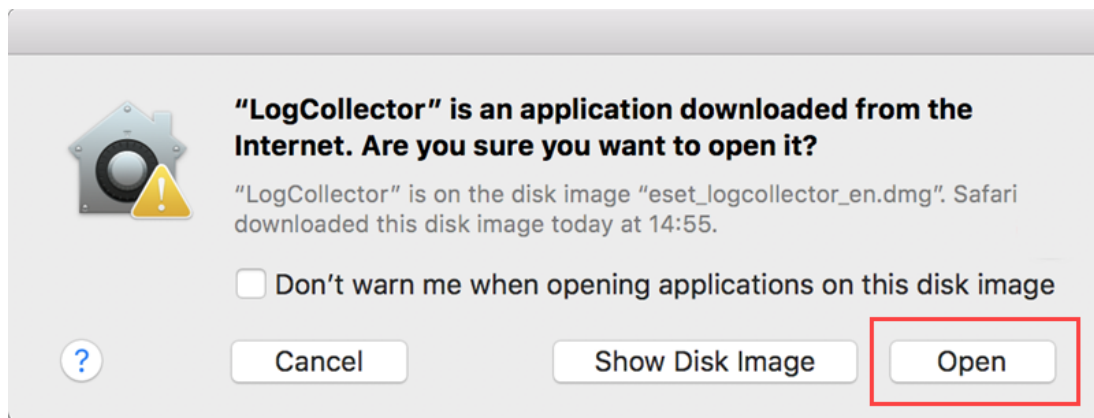 “LogCollector” is an application downloaded from the
Internet. Are you sure you want to open it?
“LogCollector” is on the disk image “eset_logcollector_en.dmg”. Safari
downloaded this disk image today at 14:55.
Don’t warn me when opening applications on this disk image
?
Cancel
Show Disk Image
Open